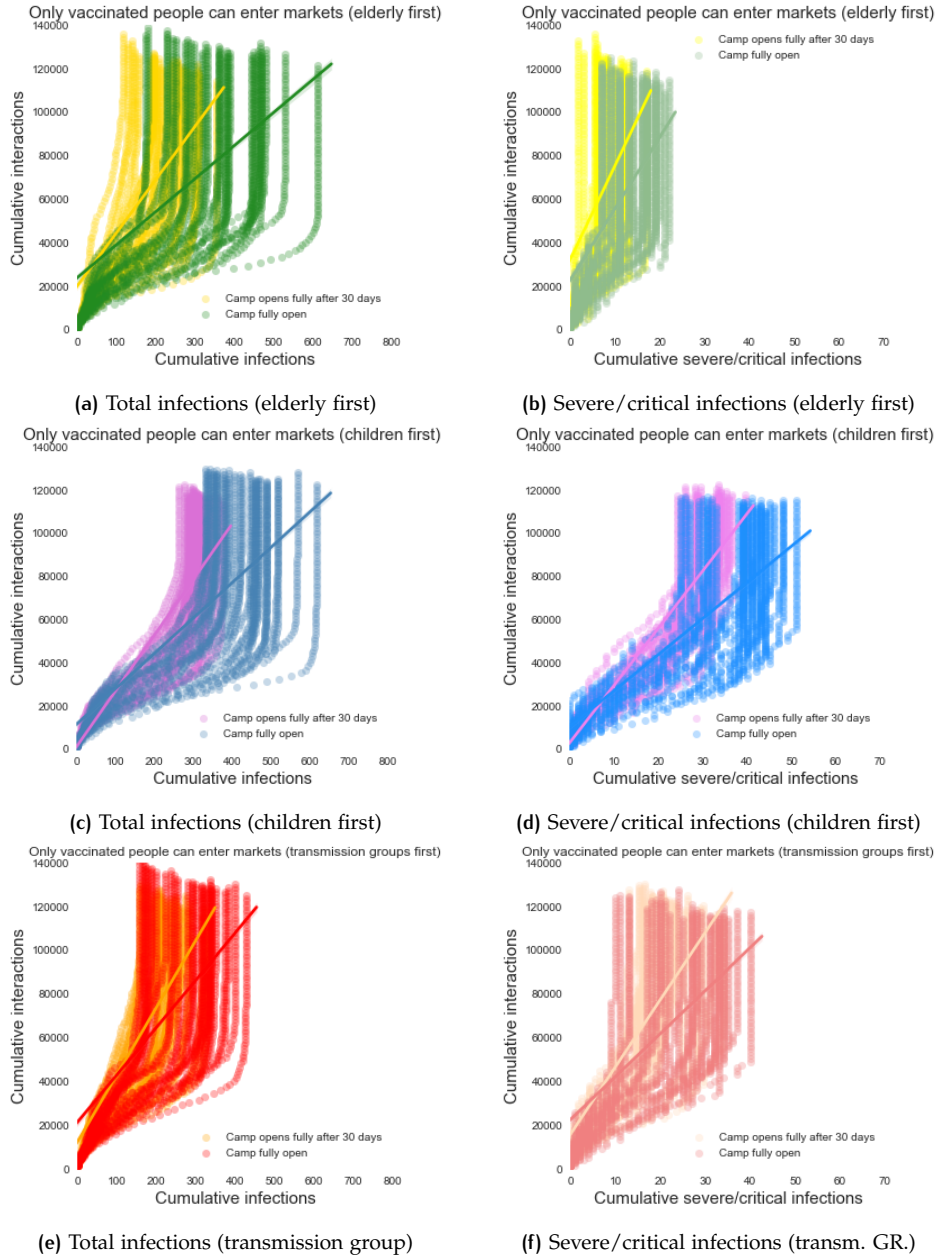 Only vaccinated people can enter markets (elderly first)
140000
120000
100000
80000
60000
40000
20000
0
Cumulative interactions
Camp opens fully after 30 days
Camp fully open
0 100 200 300 400 500 600 700 800
Cumulative infections
(a) Total infections (elderly first)
Only vaccinated people can enter markets (elderly first)
140000
120000
100000
80000
60000
40000
20000
0
Cumulative interactions
Camp opens fully after 30 days
Camp fully open
0 10 20 30 40 50 60 70
Cumulative severe/critical infections
(b) Severe/critical infections (elderly first)
Only vaccinated people can enter markets (children first)
140000
120000
100000
80000
60000
40000
20000
0
Cumulative interactions
Camp opens fully after 30 days
Camp fully open
0 100 200 300 400 500 600 700 800
Cumulative infections
(c) Total infections (children first)
Only vaccinated people can enter markets (children first)
140000
120000
100000
80000
60000
40000
20000
0
Cumulative interactions
Camp opens fully after 30 days
Camp fully open
0 10 20 30 40 50 60 70
Cumulative severe/critical infections
(d) Severe/critical infections (children first)
Only vaccinated people can enter markets (transmission groups first)
140000
120000
100000
80000
60000
40000
20000
0
Cumulative interactions
Camp opens fully after 30 days
Camp fully open
0 100 200 300 400 500 600 700 800
Cumulative infections
(e) Total infections (transmission group)
Only vaccinated people can enter markets (transmission groups first)
140000
120000
100000
80000
60000
40000
20000
0
Cumulative interactions
Camp opens fully after 30 days
Camp fully open
0 10 20 30 40 50 60 70
Cumulative severe/critical infections
(f) Severe/critical infections (transm. GR.)